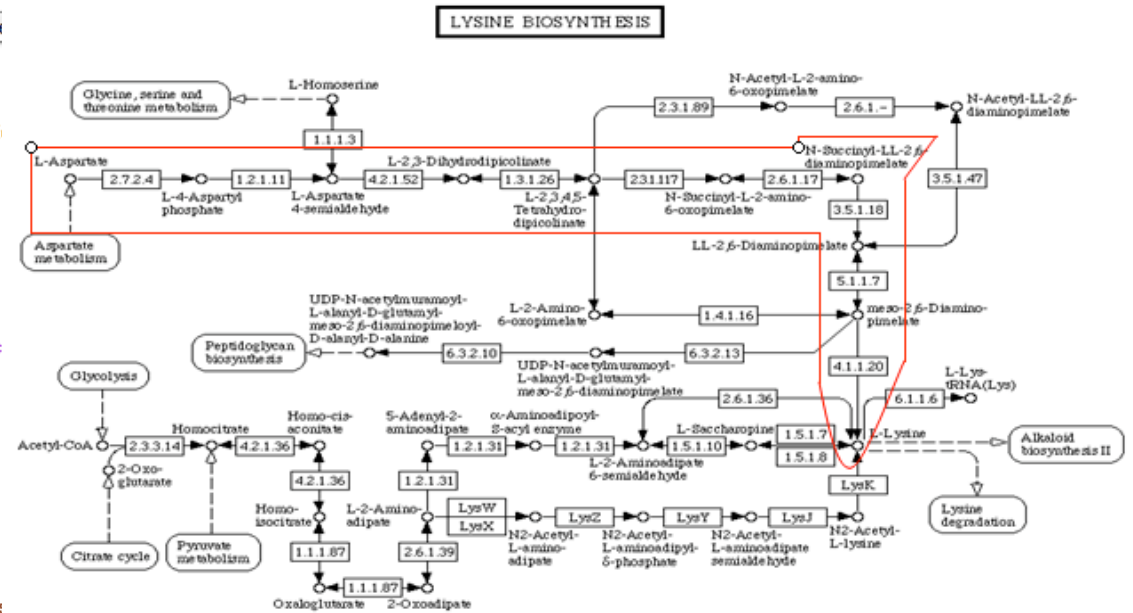 LYSINE BIOSYNTHESIS
Glycine, serine and
threonine metabolism
L-Homoserine
N-Acetyl-L-2-amino-
6-oxopimelate
2.3.1.89
2.6.1.-
N-Acetyl-LL-2,6-
diaminopimelate
1.1.1.3
L-Aspartate
L-2,3-Dihydrodipicolinate
N-Succinyl-LL-2,6-
diaminopimelate
2.7.2.4
1.2.1.11
4.2.1.52
1.3.1.26
2.3.1.117
2.6.1.17
3.5.1.47
L-4-Aspartyl
phosphate
L-Aspartate
4-semialdehyde
L-2,3,4,5-
Tetrahydro-
dipicolinate
N-Succinyl-L-2-amino-
6-oxopimelate
3.5.1.18
Aspartate
metabolism
LL-2,6-Diaminopimelate
5.1.1.7
UDP-N-acetylmuramoyl-
L-alanyl-D-glutamyl-
meso-2,6-diaminopimeloyl-
D-alanyl-D-alanine
L-2-Amino-
6-oxopimelate
1.4.1.16
meso-2,6-Diamino-
pimelate
Peptidoglycan
biosynthesis
6.3.2.10
6.3.2.13
UDP-N-acetylmuramoyl-
L-alanyl-D-glutamyl-
meso-2,6-diaminopimelate
4.1.1.20
Glycolysis
L-Lys-
tRNA(Lys)
2.6.1.36
6.1.1.6
Acetyl-CoA
2.3.3.14
Homocitrate
4.2.1.36
Homo-cis-
aconitate
5-Adenyl-2-
aminoadipate
1.2.1.31
α-Aminoadipoyl-
S-acyl enzyme
1.2.1.31
L-Saccharopine
1.5.1.10
1.5.1.7
1.5.1.8
L-Lysine
Alkaloid
biosynthesis II
2-Oxo-
glutarate
L-2-Aminoadipate
6-semialdehyde
4.2.1.36
1.2.1.31
LysK
Homo-
isocitrate
L-2-Amino-
adipate
LysW
LysX
LysZ
LysY
LysJ
Lysine
degradation
Citrate cycle
Pyruvate
metabolism
1.1.1.87
2.6.1.39
N2-Acetyl-
L-amino-
adipate
N2-Acetyl-
L-aminoadipyl-
δ-phosphate
N2-Acetyl-
L-aminoadipate
semialdehyde
N2-Acetyl-
L-lysine
1.1.1.87
Oxaloglutarate
2-Oxoadipate